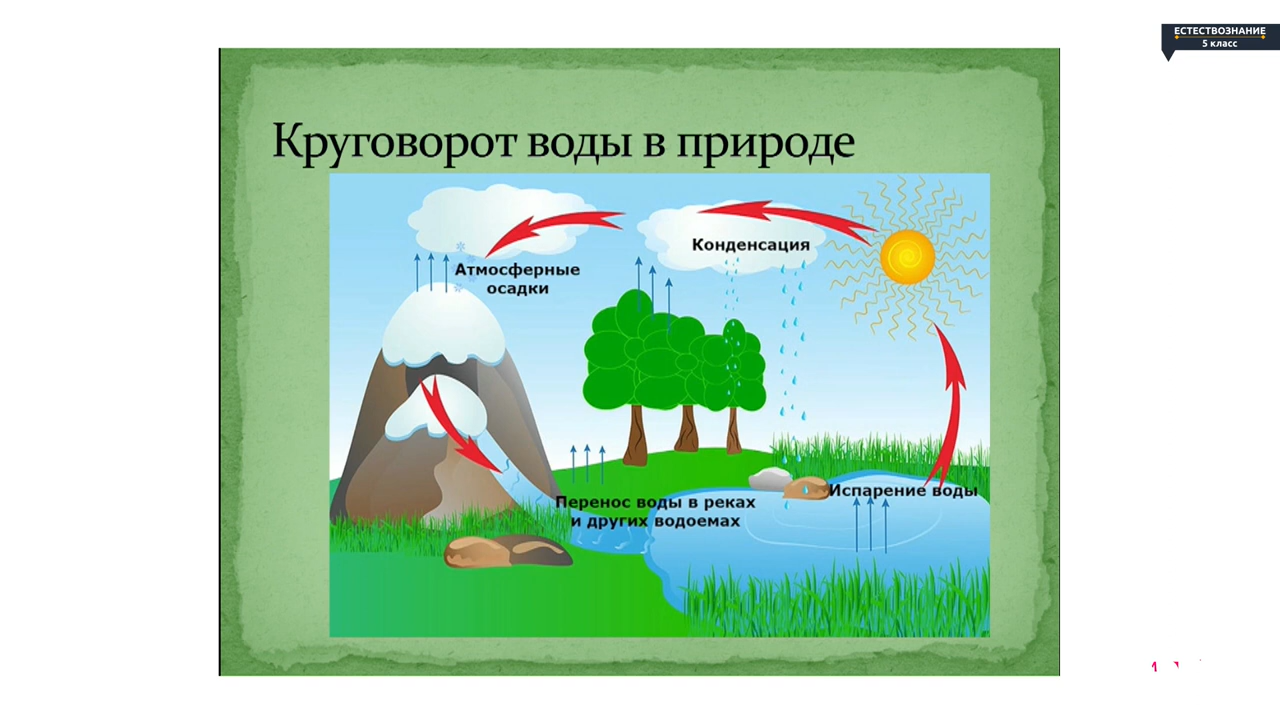 ЕСТЕСТВОЗНАНИЕ
5 класс
Круговорот воды в природе
Конденсация
Атмосферные
осадки
Испарение воды
Перенос воды в реках
и других водоемах